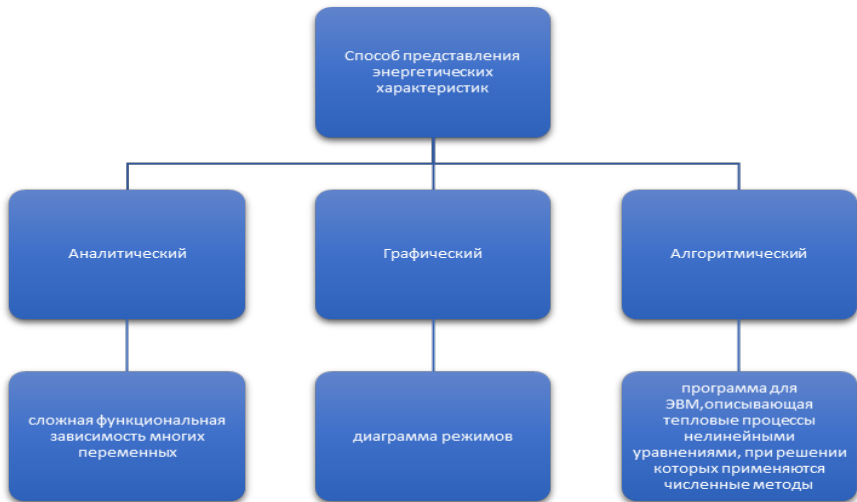 Способ представления
энергетических
характеристик
Аналитический
Графический
Алгоритмический
сложная функциональная
зависимость многих
переменных
диаграмма режимов
программа для
ЭВМ,описывающая
тепловые процессы
нелинейными
уравнениями, при решении
которых применяются
численные методы